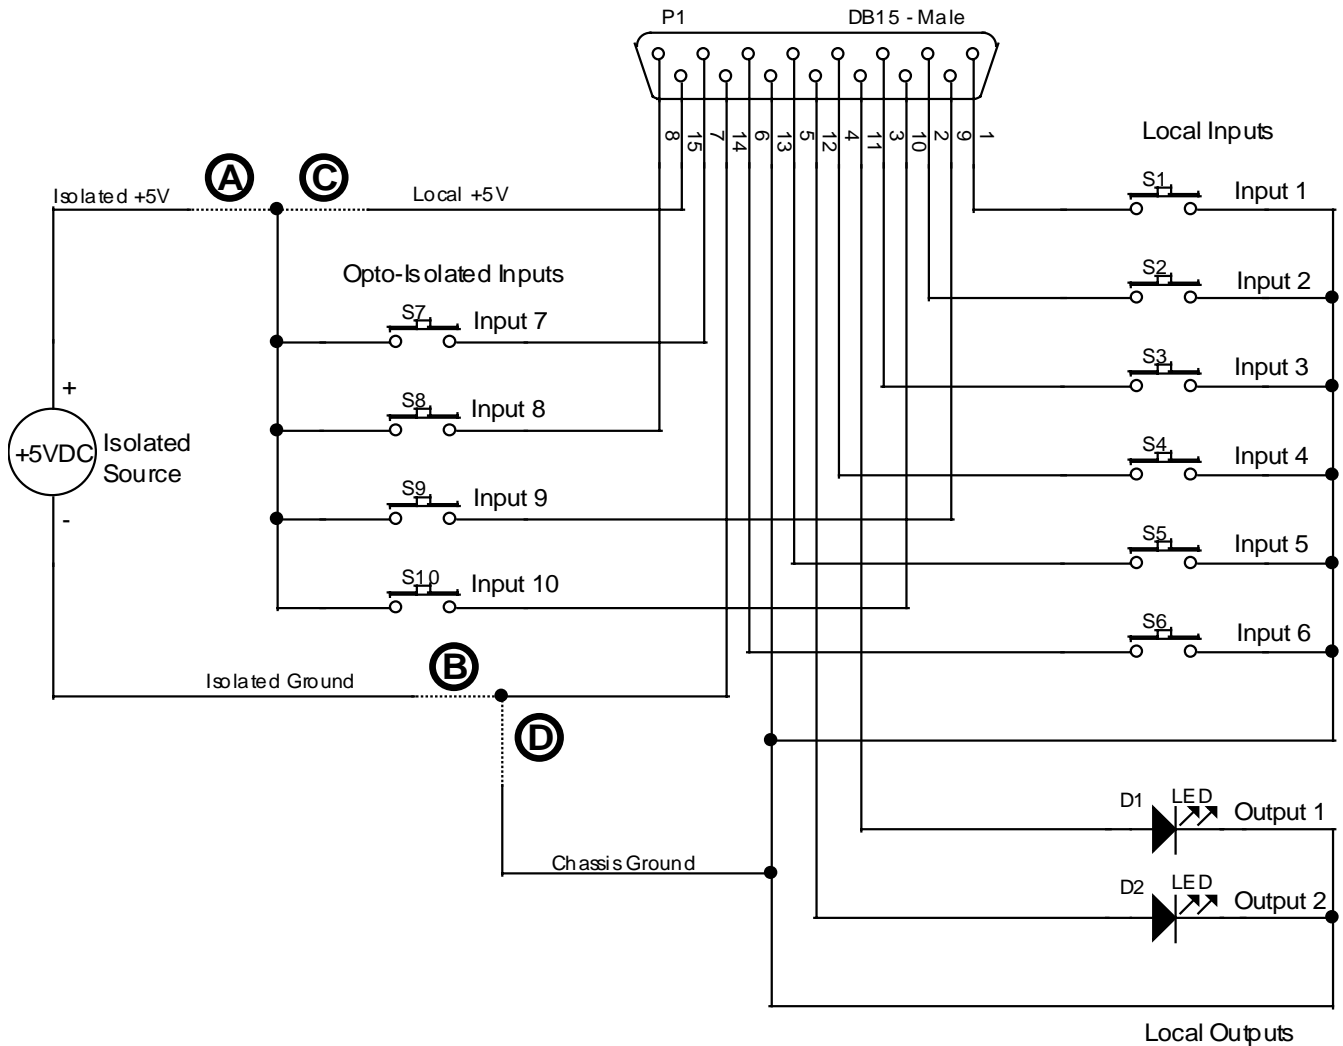 P1
DB15 - Male
8
15
7
14
6
13
5
12
4
11
3
10
2
9
1
Local Inputs
A
C
Isolated +5V
Local +5V
S1
Input 1
Opto-Isolated Inputs
S2
Input 2
S7
Input 7
S3
Input 3
+
S8
Input 8
+5VDC
Isolated
Source
S4
Input 4
-
S9
Input 9
S5
Input 5
S10
Input 10
S6
Input 6
B
Isolated Ground
D
D1
LED
Output 1
Chassis Ground
D2
LED
Output 2
Local Outputs